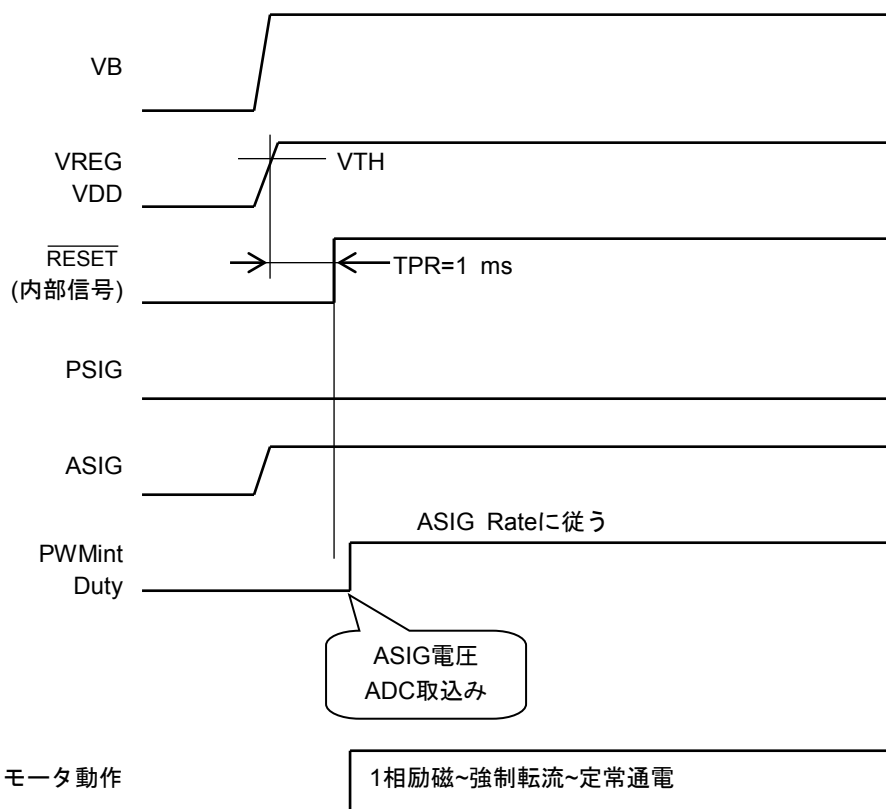 VB
VREG
VDD
VTH
RESET
(内部信号)
TPR=1 ms
PSIG
ASIG
ASIG Rateに従う
PWMint
Duty
ASIG電圧
ADC取込み
モータ動作
1相励磁~強制転流~定常通電